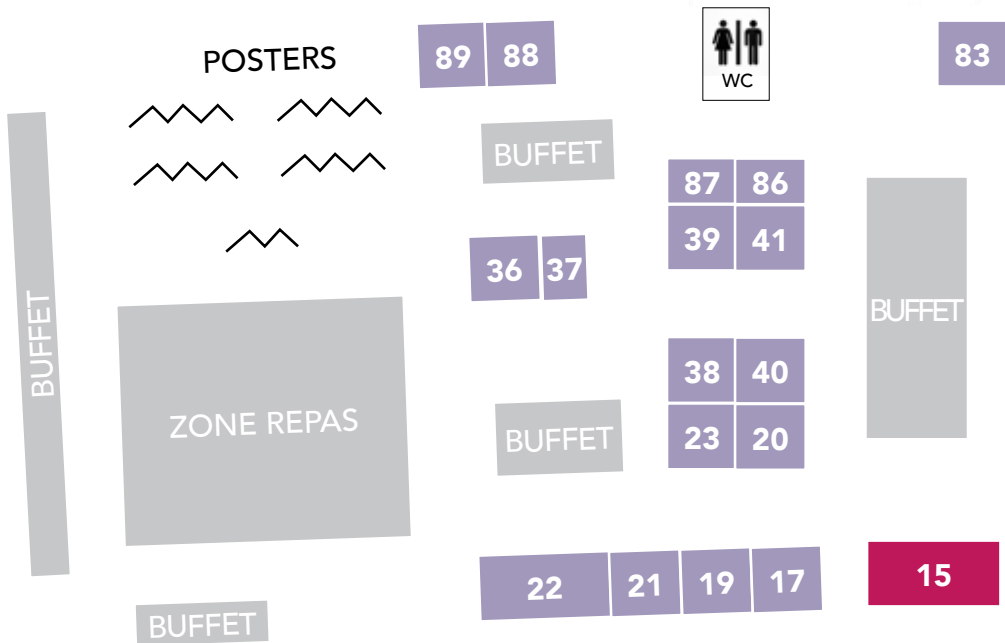 POSTERS
89
88
WC
83
BUFFET
87
86
39
41
36
37
BUFFET
BUFFET
38
40
ZONE REPAS
BUFFET
23
20
22
21
19
17
15
BUFFET